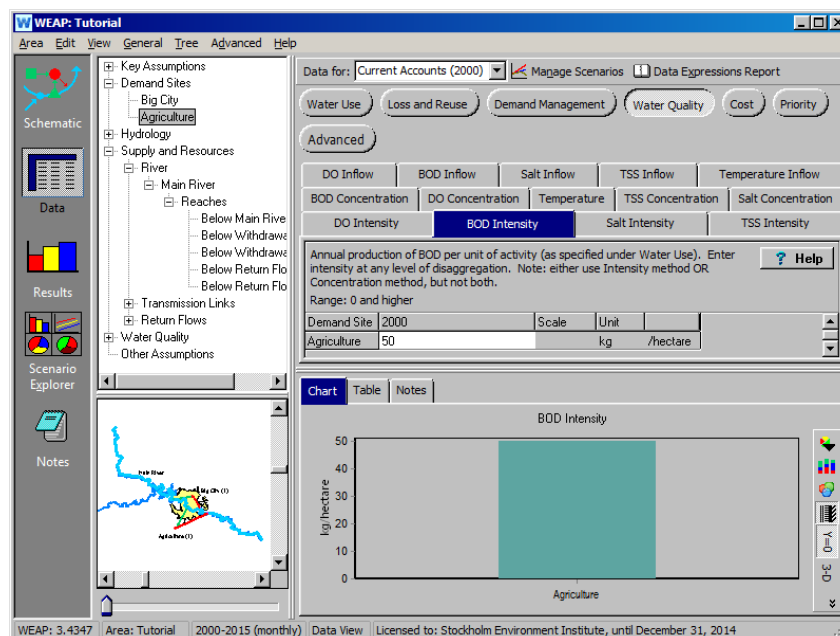 WEAP: Tutorial
Area Edit View General Tree Advanced Help
Schematic
Data
Results
Scenario
Explorer
Notes
Key Assumptions
Demand Sites
Big City
Agriculture
Hydrology
Supply and Resources
River
Main River
Reaches
Below Main Rive
Below Withdrawa
Below Withdrawa
Below Return Flo
Below Return Flo
Transmission Links
Return Flows
Water Quality
Other Assumptions
Main River
Big City (1)
Agriculture (1)
Data for: Current Accounts (2000) Manage Scenarios Data Expressions Report
Water Use Loss and Reuse Demand Management Water Quality Cost Priority
Advanced
DO Inflow BOD Inflow Salt Inflow TSS Inflow Temperature Inflow
BOD Concentration DO Concentration Temperature TSS Concentration Salt Concentration
DO Intensity BOD Intensity Salt Intensity TSS Intensity
Annual production of BOD per unit of activity (as specified under Water Use). Enter
intensity at any level of disaggregation. Note: either use Intensity method OR
Concentration method, but not both.
? Help
Range: 0 and higher
Demand Site 2000 Scale Unit
Agriculture 50 kg /hectare
Chart Table Notes
BOD Intensity
kg/hectare
50
40
30
20
10
0
Agriculture
Y=0
3-D
WEAP: 3.4347 Area: Tutorial 2000-2015 (monthly) Data View Licensed to: Stockholm Environment Institute, until December 31, 2014